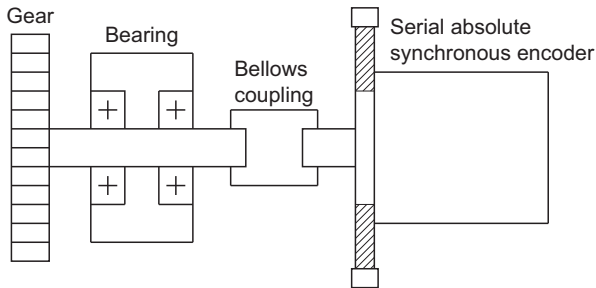 Gear
Bearing
Bellows
coupling
Serial absolute
synchronous encoder